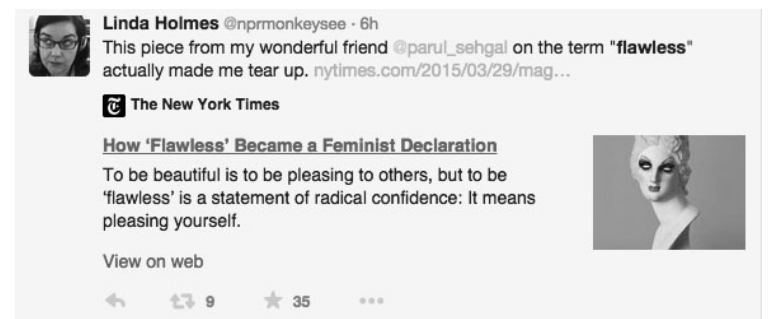 Linda Holmes @nprmonkeysee · 6h
This piece from my wonderful friend @parul_sehgal on the term "flawless"
actually made me tear up. nytimes.com/2015/03/29/mag...
The New York Times
How ‘Flawless’ Became a Feminist Declaration
To be beautiful is to be pleasing to others, but to be
‘flawless’ is a statement of radical confidence: It means
pleasing yourself.
View on web
9 35